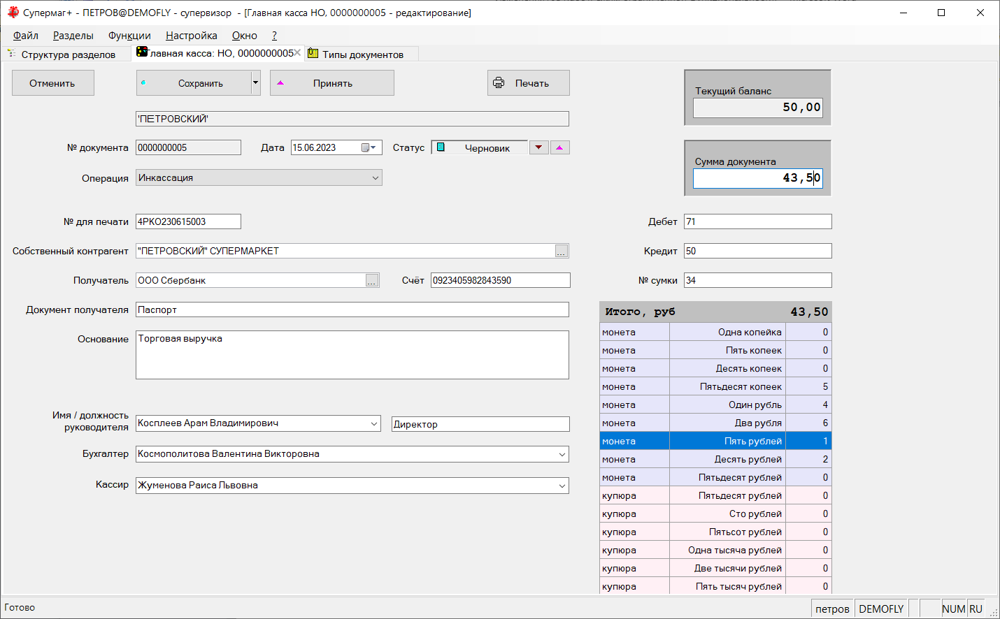 Супермаг+ - ПЕТРОВ@DEMOFLY - супервизор - [Главная касса НО, 0000000005 - редактирование]
Файл Разделы Функции Настройка Окно ?
Структура разделов Главная касса: НО, 0000000005 Типы документов
Отменить Сохранить Принять Печать
Текущий баланс
50,00
'ПЕТРОВСКИЙ'
№ документа 0000000005 Дата 15.06.2023 Статус Черновик
Сумма документа
43,50
Операция Инкассация
№ для печати 4РКО230615003 Дебет 71
Собственный контрагент "ПЕТРОВСКИЙ" СУПЕРМАРКЕТ ... Кредит 50
Получатель ООО Сбербанк ... Счёт 0923405982843590 № сумки 34
Документ получателя Паспорт
Основание Торговая выручка
Имя / должность
руководителя Косплеев Арам Владимирович Директор
Бухгалтер Космополитова Валентина Викторовна
Кассир Жуменова Раиса Львовна
Итого, руб 43,50
монета Одна копейка 0
монета Пять копеек 0
монета Десять копеек 0
монета Пятьдесят копеек 5
монета Один рубль 4
монета Два рубля 6
монета Пять рублей 1
монета Десять рублей 2
монета Пятьдесят рублей 0
купюра Пятьдесят рублей 0
купюра Сто рублей 0
купюра Пятьсот рублей 0
купюра Одна тысяча рублей 0
купюра Две тысячи рублей 0
купюра Пять тысяч рублей 0
Готово петров DEMOFLY NUM RU